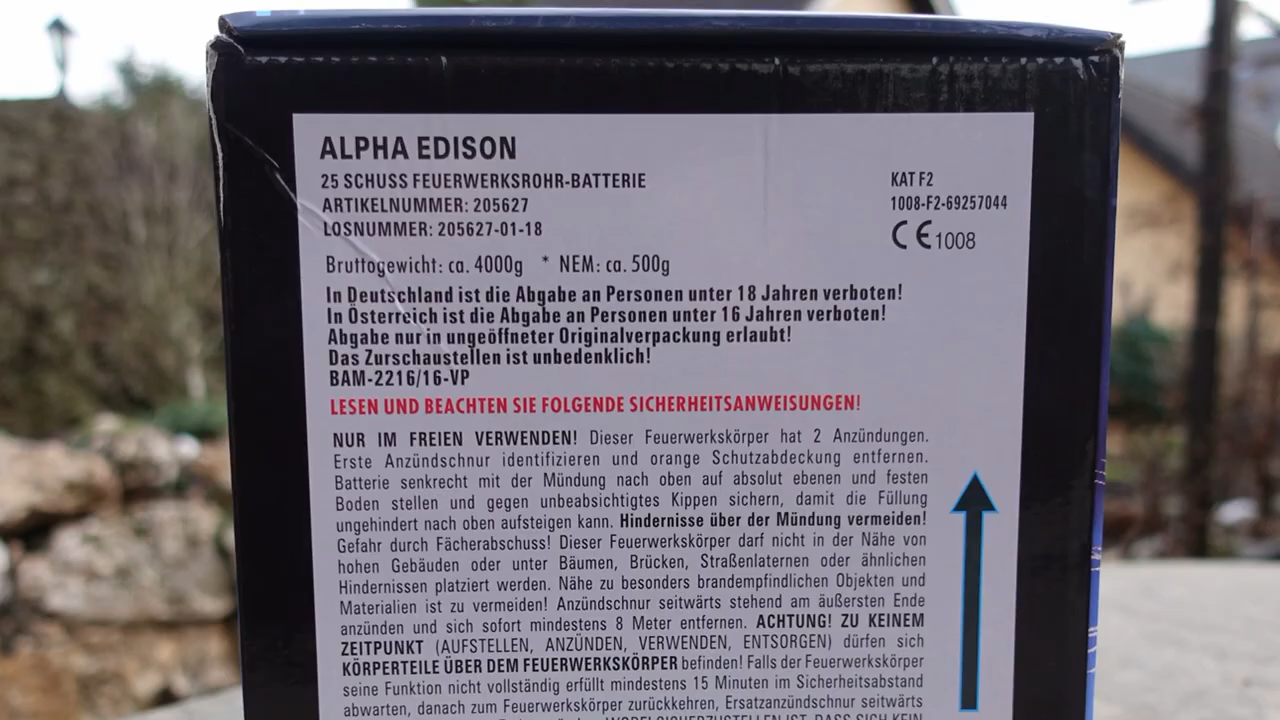 ALPHA EDISON
25 SCHUSS FEUERWERKSROHR-BATTERIE
ARTIKELNUMMER: 205627
LOSNUMMER: 205627-01-18
KAT F2
1008-F2-69257044
CE 1008
Bruttogewicht: ca. 4000g * NEM: ca. 500g
In Deutschland ist die Abgabe an Personen unter 18 Jahren verboten!
In Österreich ist die Abgabe an Personen unter 16 Jahren verboten!
Abgabe nur in ungeöffneter Originalverpackung erlaubt!
Das Zurschaustellen ist unbedenklich!
BAM-2216/16-VP
LESEN UND BEACHTEN SIE FOLGENDE SICHERHEITSANWEISUNGEN!
NUR IM FREIEN VERWENDEN! Dieser Feuerwerkskörper hat 2 Anzündungen.
Erste Anzündschnur identifizieren und orange Schutzabdeckung entfernen.
Batterie senkrecht mit der Mündung nach oben auf absolut ebenen und festen
Boden stellen und gegen unbeabsichtigtes Kippen sichern, damit die Füllung
ungehindert nach oben aufsteigen kann. Hindernisse über der Mündung vermeiden!
Gefahr durch Fächerabschuss! Dieser Feuerwerkskörper darf nicht in der Nähe von
hohen Gebäuden oder unter Bäumen, Brücken, Straßenlaternen oder ähnlichen
Hindernissen platziert werden. Nähe zu besonders brandempfindlichen Objekten und
Materialien ist zu vermeiden! Anzündschnur seitwärts stehend am äußersten Ende
anzünden und sich sofort mindestens 8 Meter entfernen. ACHTUNG! ZU KEINEM
ZEITPUNKT (AUFSTELLEN, ANZÜNDEN, VERWENDEN, ENTSORGEN) dürfen sich
KÖRPERTEILE ÜBER DEM FEUERWERKSKÖRPER befinden! Falls der Feuerwerkskörper
seine Funktion nicht vollständig erfüllt mindestens 15 Minuten im Sicherheitsabstand
abwarten, danach zum Feuerwerkskörper zurückkehren, Ersatzanzündschnur seitwärts